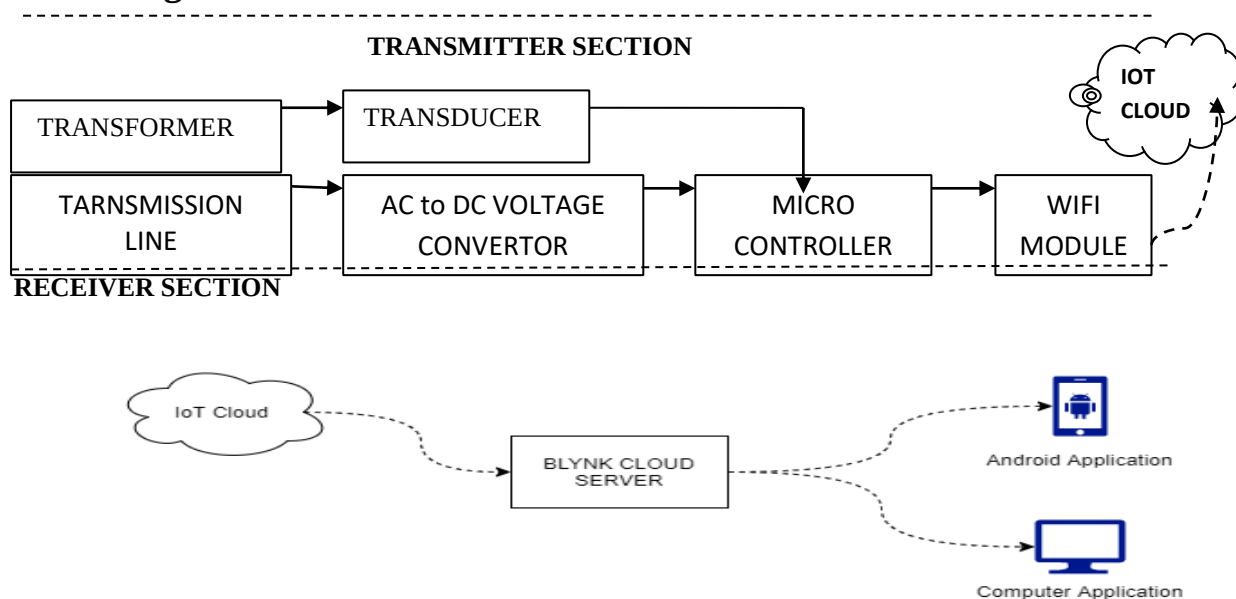 TRANSMITTER SECTION
IOT
CLOUD
TRANSFORMER
TRANSDUCER
TARNSMISSION
LINE
AC to DC VOLTAGE
CONVERTOR
MICRO
CONTROLLER
WIFI
MODULE
RECEIVER SECTION
IoT Cloud
BLYNK CLOUD
SERVER
Android Application
Computer Application